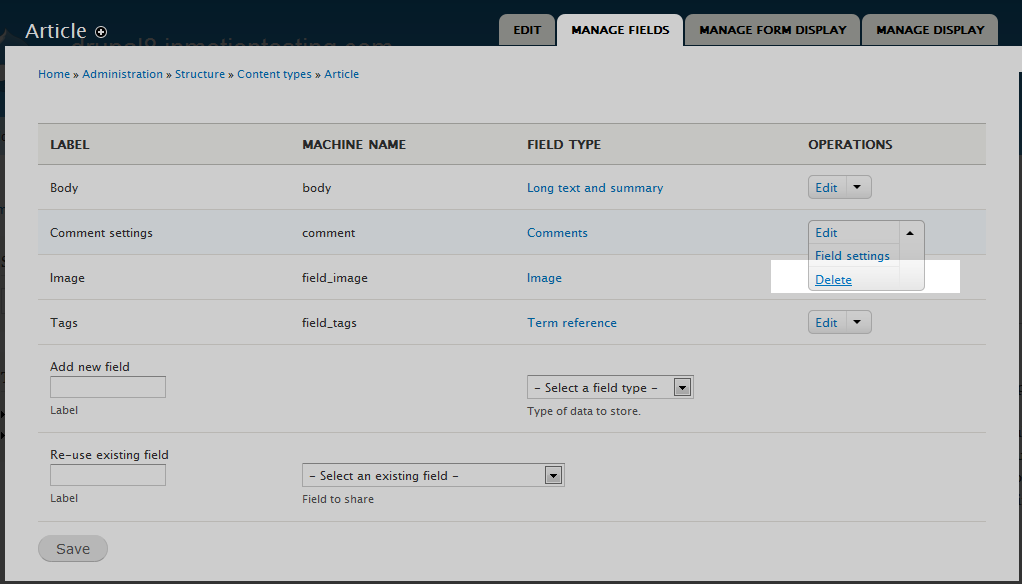 Article
drupal8.inmotiontesting.com
EDIT MANAGE FIELDS MANAGE FORM DISPLAY MANAGE DISPLAY
Home » Administration » Structure » Content types » Article
LABEL MACHINE NAME FIELD TYPE OPERATIONS
Body body Long text and summary Edit
Comment settings comment Comments Edit
Field settings
Image field_image Image Delete
Tags field_tags Term reference Edit
Add new field
- Select a field type -
Label Type of data to store.
Re-use existing field
- Select an existing field -
Label Field to share
Save